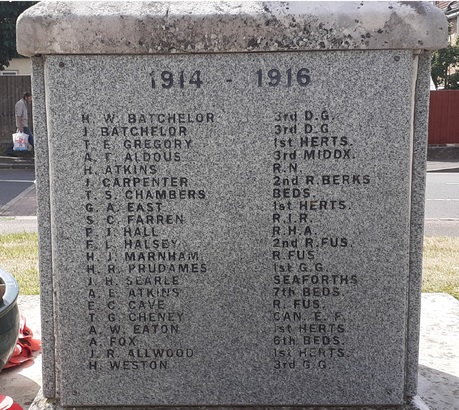 1914 - 1916
H. W. BATCHELOR 3rd D.G.
J. BATCHELOR 3rd D.G
T. E. GREGORY 1st HERTS.
A. T. ALDOUS 3rd MIDDX.
H. ATKINS R.N.
J. CARPENTER 2nd R.BERKS
T. S. CHAMBERS BEDS.
G. A. EAST 1st HERTS.
S. C. FARREN R.I.R.
P. J. HALL R.H.A.
F. L. HALSEY 2nd R.FUS.
H. J. MARNHAM R.FUS
H. R. PRUDAMES 1st G.G.
J. H. SEARLE SEAFORTHS
A. E. ATKINS 7th BEDS.
C. CAVE R. FUS.
T. G. CHENEY CAN. E. F.
A. W. EATON 1st HERTS.
A. FOX 6th BEDS.
J. R. ALLWOOD 1st HERTS.
H. WESTON 3rd G.G.